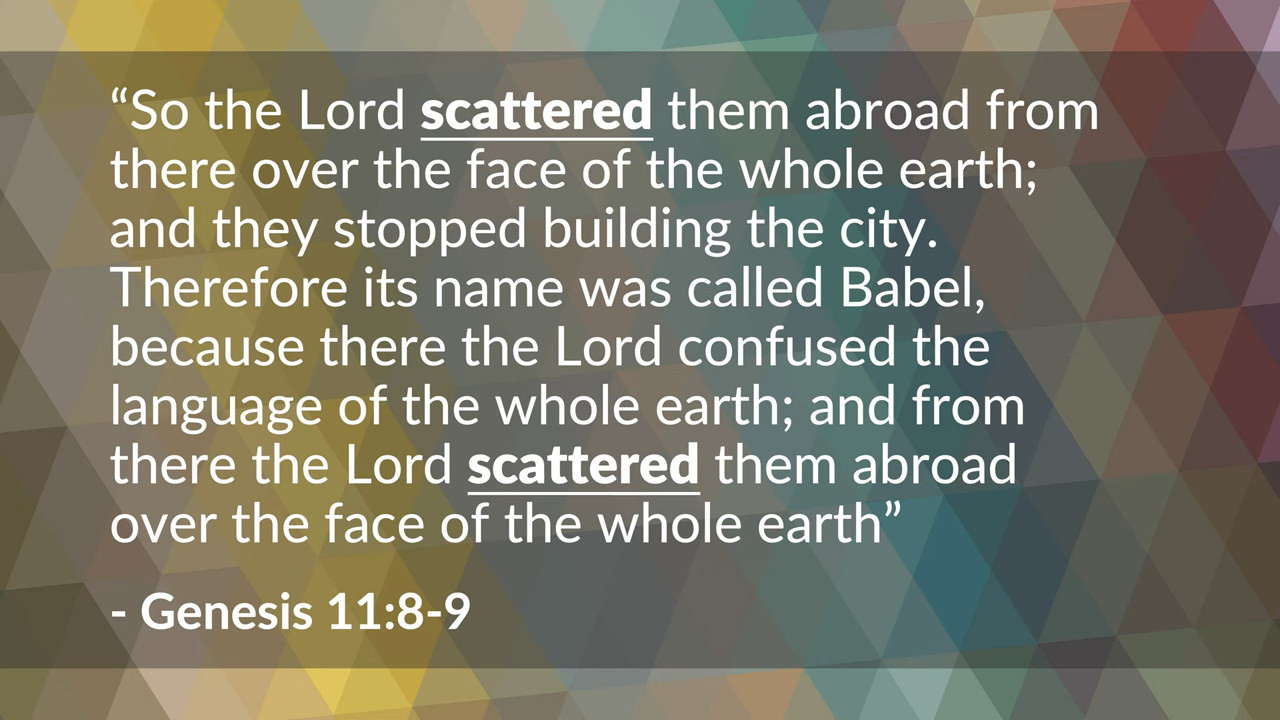 “So the Lord scattered them abroad from
there over the face of the whole earth;
and they stopped building the city.
Therefore its name was called Babel,
because there the Lord confused the
language of the whole earth; and from
there the Lord scattered them abroad
over the face of the whole earth”
- Genesis 11:8-9